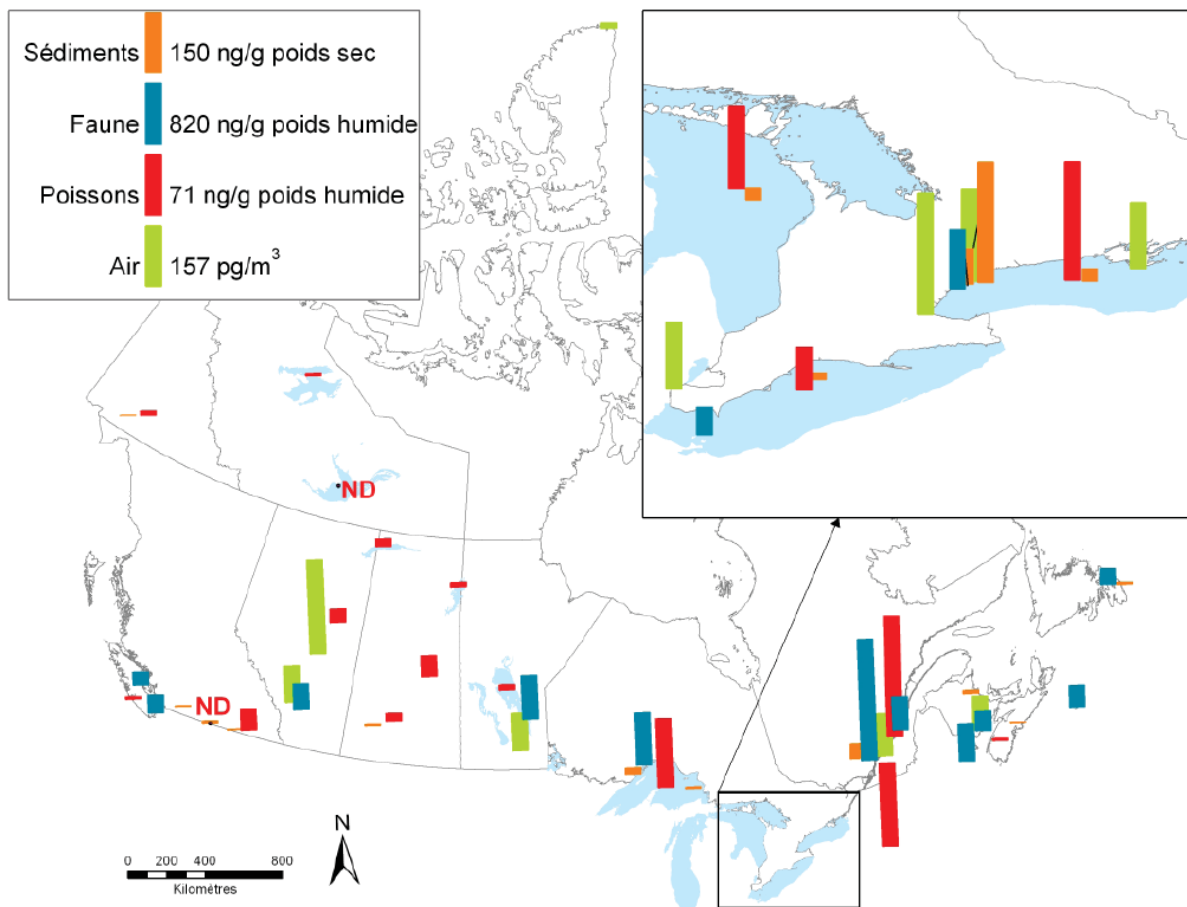 Sédiments 150 ng/g poids sec
Faune 820 ng/g poids humide
Poissons 71 ng/g poids humide
Air 157 pg/m³
ND
ND
N
0 200 400 800
Kilomètres